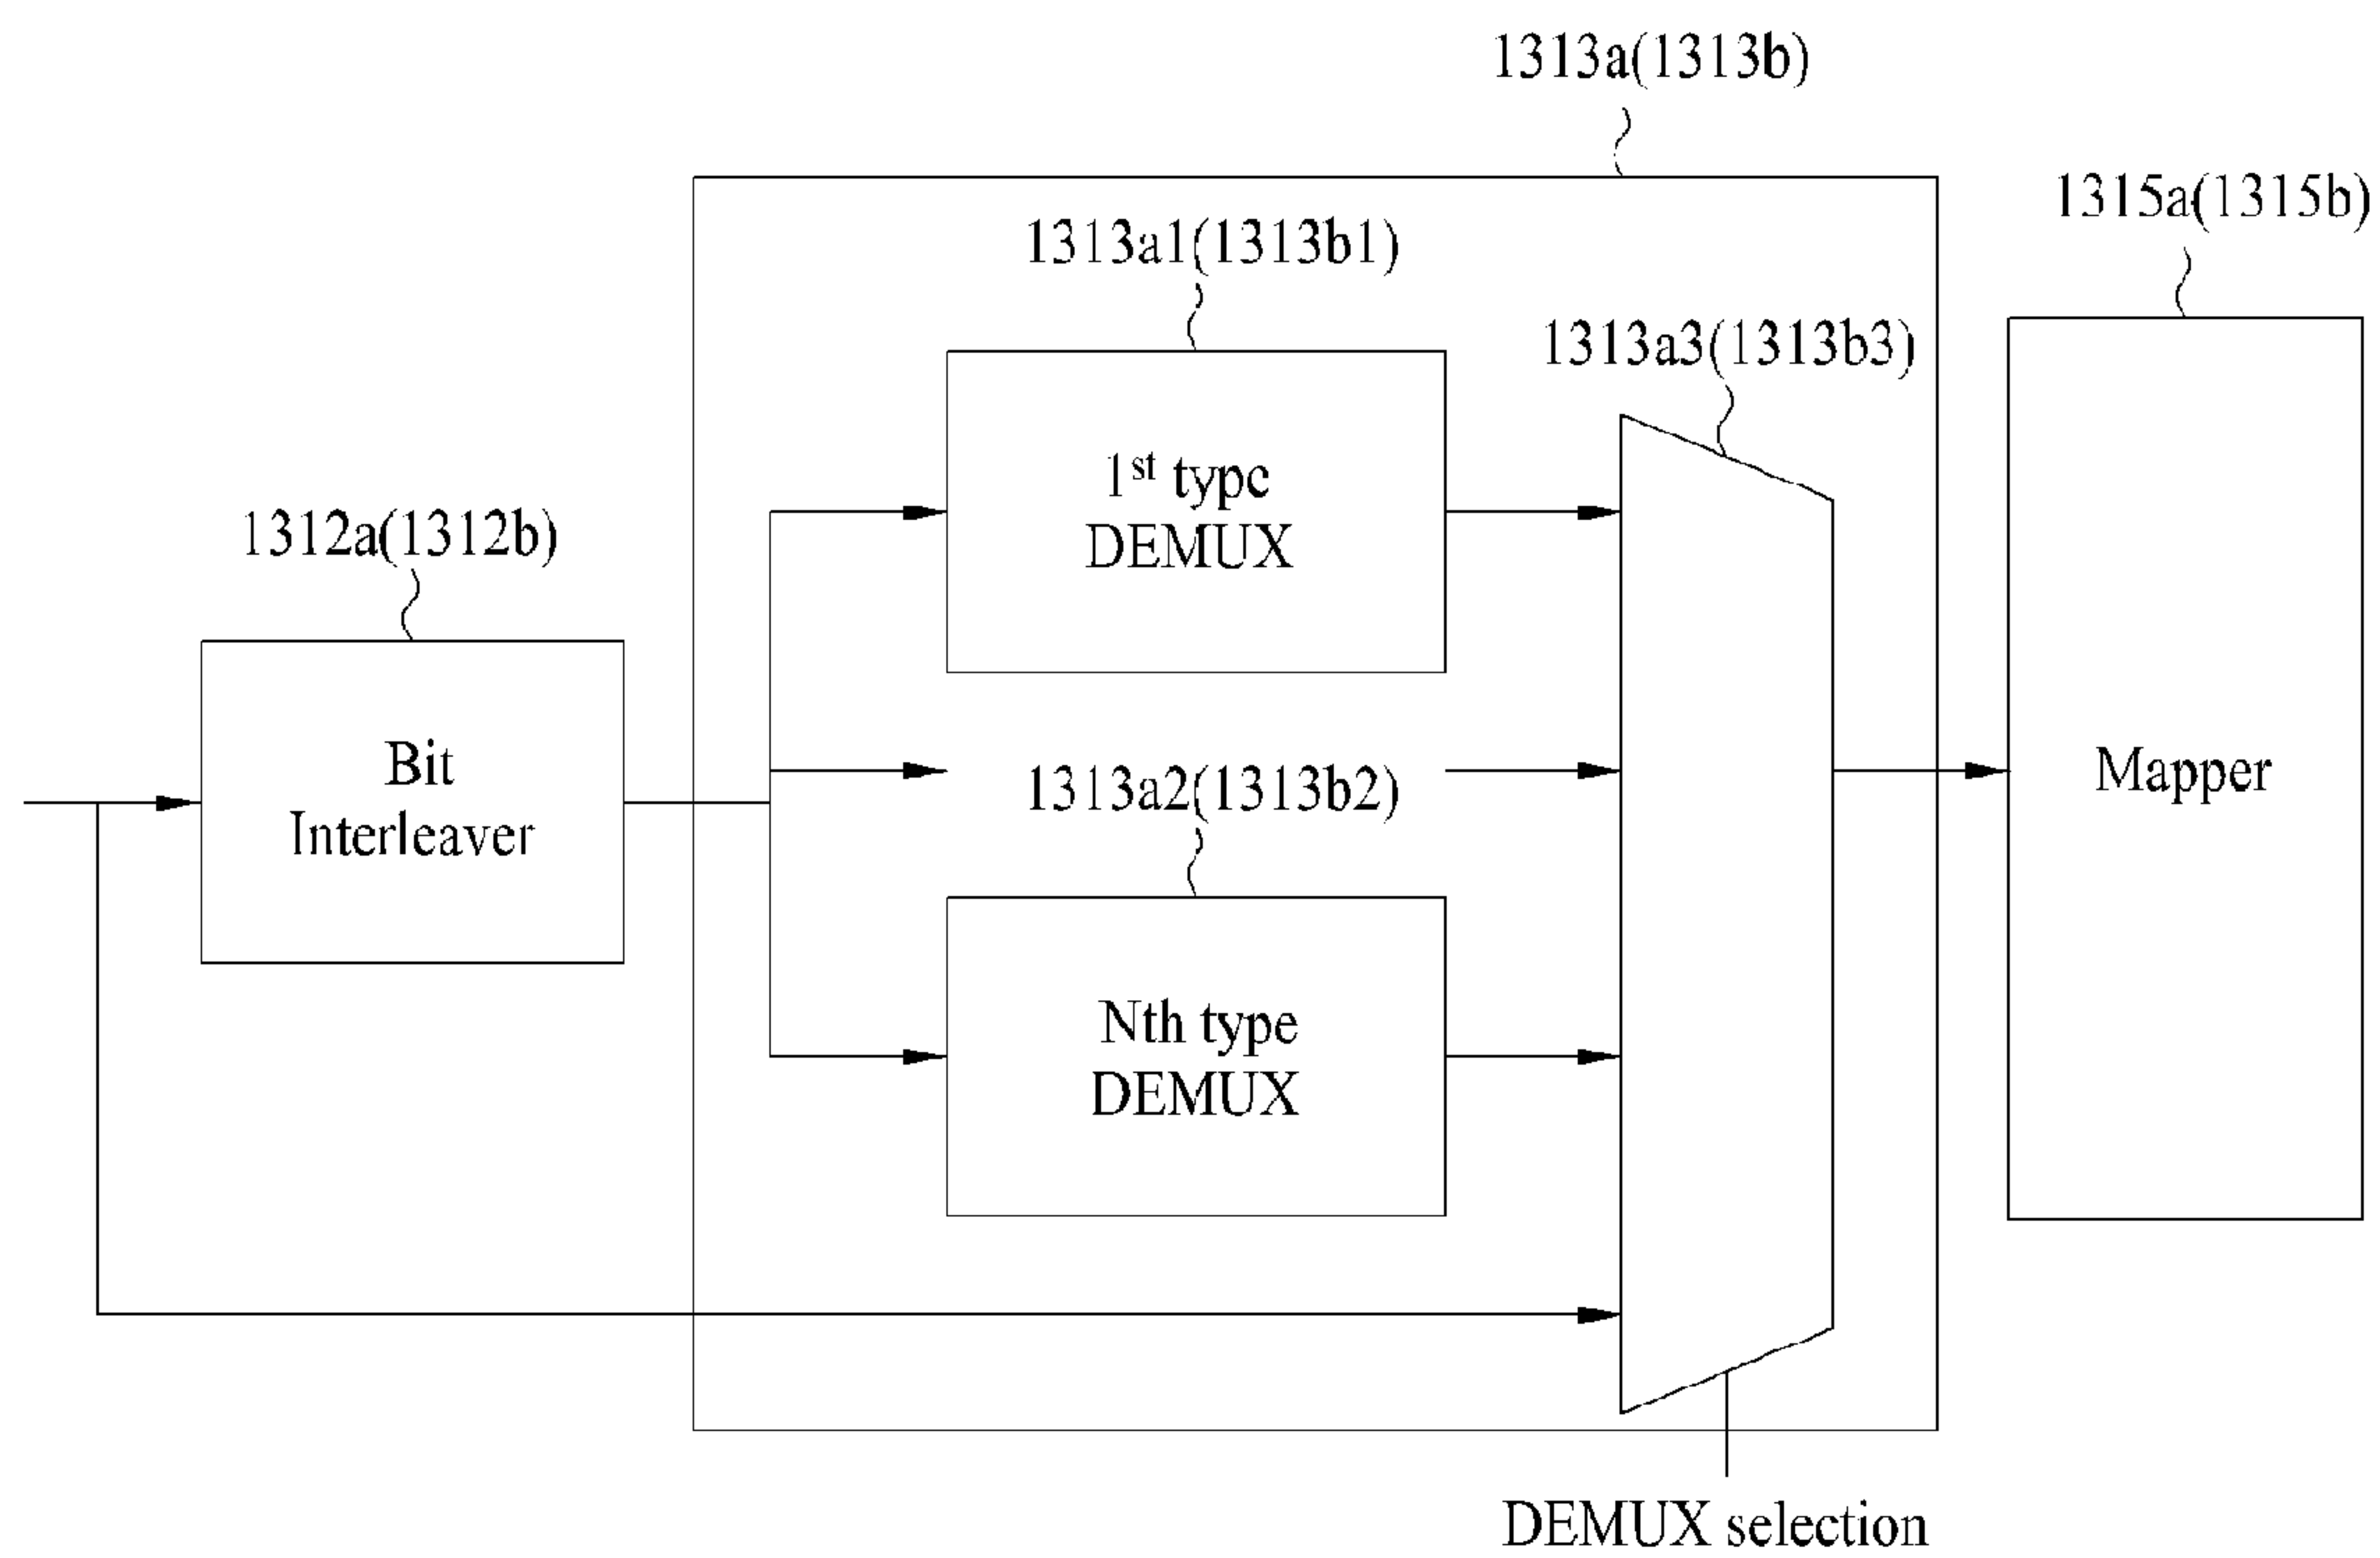 1313a(1313b)
1315a(1315b)
1313a1(1313b1)
1313a3(1313b3)
1st type
DEMUX
1312a(1312b)
Bit
Interleaver
1313a2(1313b2)
Mapper
Nth type
DEMUX
DEMUX selection